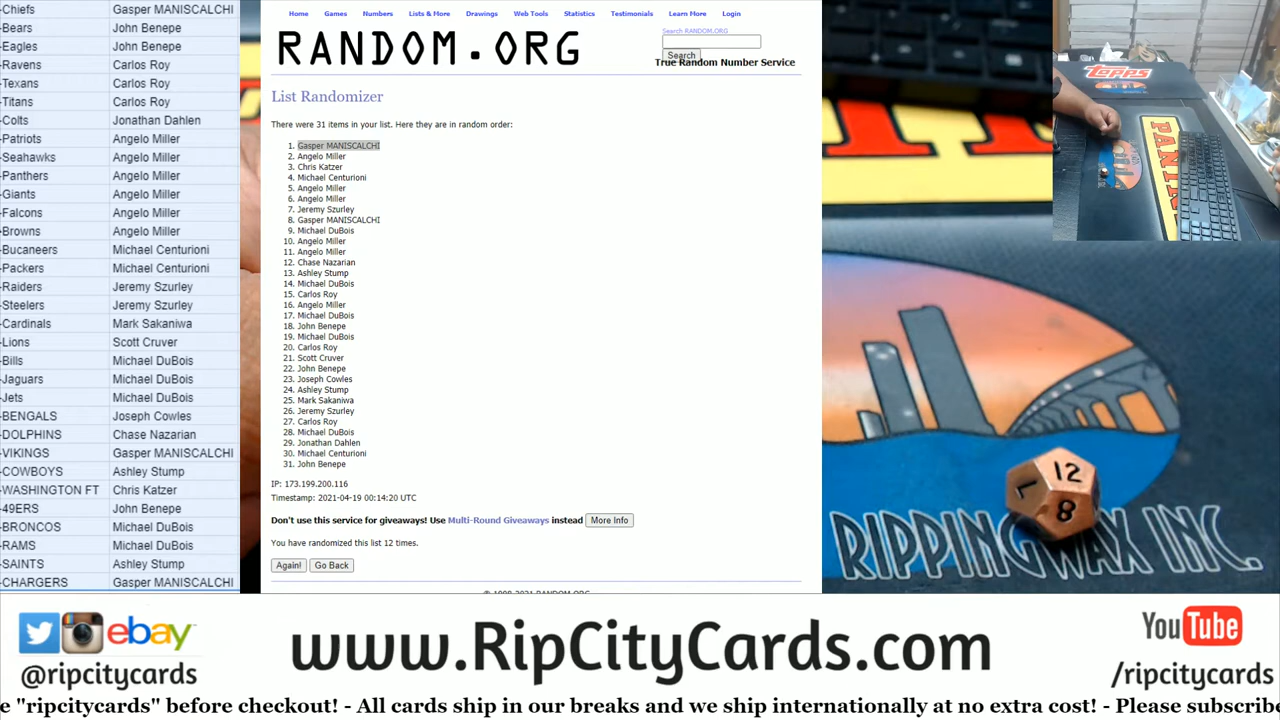 -Chiefs Gasper MANISCALCHI
-Bears John Benepe
-Eagles John Benepe
-Ravens Carlos Roy
-Texans Carlos Roy
-Titans Carlos Roy
-Colts Jonathan Dahlen
-Patriots Angelo Miller
-Seahawks Angelo Miller
-Panthers Angelo Miller
-Giants Angelo Miller
-Falcons Angelo Miller
-Browns Angelo Miller
-Bucaneers Michael Centurioni
-Packers Michael Centurioni
-Raiders Jeremy Szurley
-Steelers Jeremy Szurley
-Cardinals Mark Sakaniwa
-Lions Scott Cruver
-Bills Michael DuBois
-Jaguars Michael DuBois
-Jets Michael DuBois
-BENGALS Joseph Cowles
-DOLPHINS Chase Nazarian
-VIKINGS Gasper MANISCALCHI
-COWBOYS Ashley Stump
-WASHINGTON FT Chris Katzer
-49ERS John Benepe
-BRONCOS Michael DuBois
-RAMS Michael DuBois
-SAINTS Ashley Stump
-CHARGERS Gasper MANISCALCHI
Home Games Numbers Lists & More Drawings Web Tools Statistics Testimonials Learn More Login
RANDOM.ORG
Search RANDOM.ORG
Search
True Random Number Service
List Randomizer
There were 31 items in your list. Here they are in random order:
1. Gasper MANISCALCHI
2. Angelo Miller
3. Chris Katzer
4. Michael Centurioni
5. Angelo Miller
6. Angelo Miller
7. Jeremy Szurley
8. Gasper MANISCALCHI
9. Michael DuBois
10. Angelo Miller
11. Angelo Miller
12. Chase Nazarian
13. Ashley Stump
14. Michael DuBois
15. Carlos Roy
16. Angelo Miller
17. Michael DuBois
18. John Benepe
19. Michael DuBois
20. Carlos Roy
21. Scott Cruver
22. John Benepe
23. Joseph Cowles
24. Ashley Stump
25. Mark Sakaniwa
26. Jeremy Szurley
27. Carlos Roy
28. Michael DuBois
29. Jonathan Dahlen
30. Michael Centurioni
31. John Benepe
IP: 173.199.200.116
Timestamp: 2021-04-19 00:14:20 UTC
Don't use this service for giveaways! Use Multi-Round Giveaways instead More Info
You have randomized this list 12 times.
Again! Go Back
© 1998-2021 RANDOM.ORG
topps
PANINI
12
7
8
RIPPING WAX INC.
ebay
@ripcitycards
www.RipCityCards.com
YouTube
/ripcitycards
e "ripcitycards" before checkout! - All cards ship in our breaks and we ship internationally at no extra cost! - Please subscribe